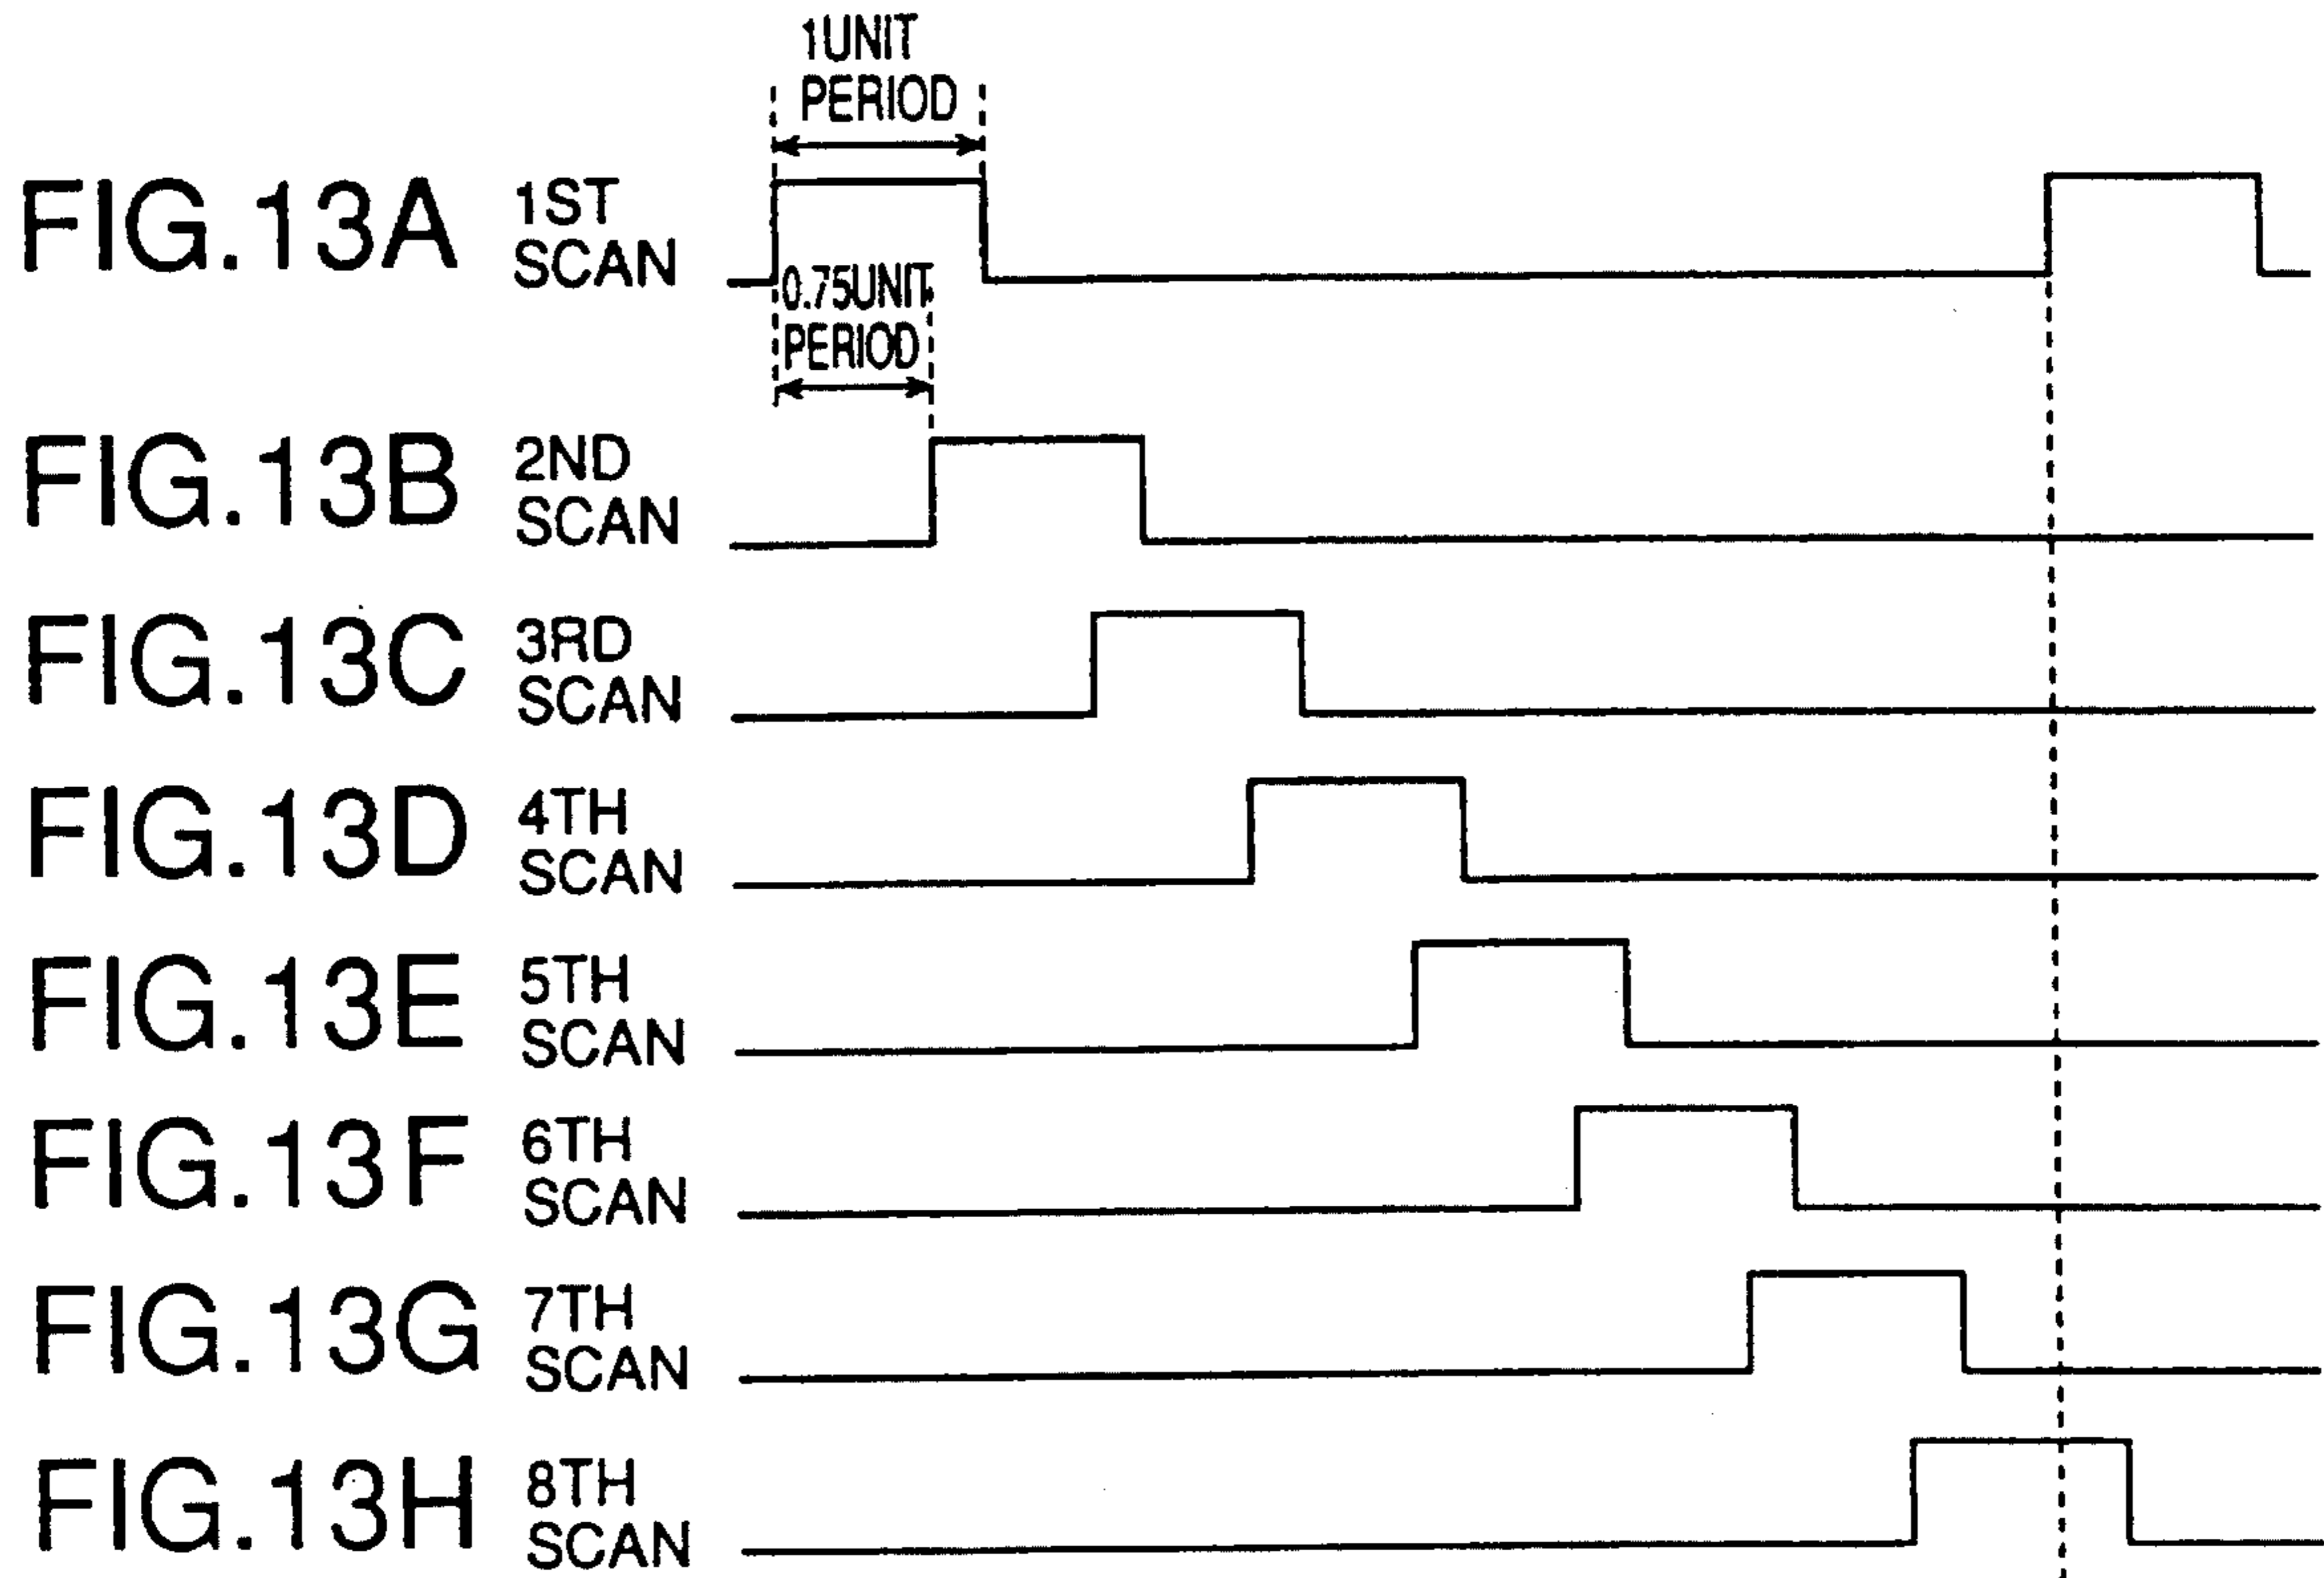 1UNIT
PERIOD
FIG.13A 1ST
SCAN
0.75UNIT
PERIOD
FIG.13B 2ND
SCAN
FIG.13C 3RD
SCAN
FIG.13D 4TH
SCAN
FIG.13E 5TH
SCAN
FIG.13F 6TH
SCAN
FIG.13G 7TH
SCAN
FIG.13H 8TH
SCAN